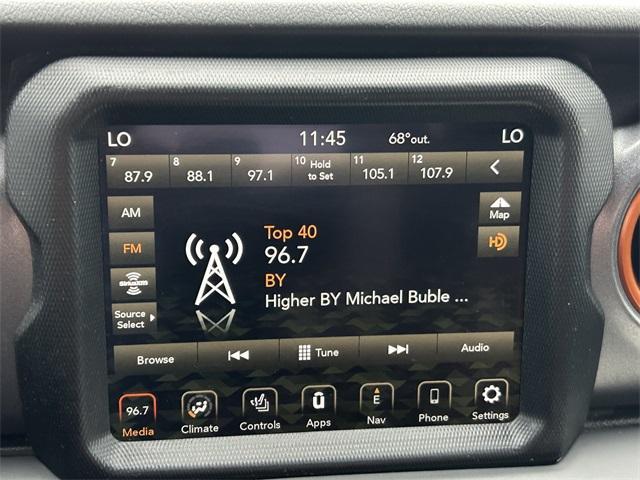 LO 11:45 68°out. LO
7 8 9 10 Hold to Set 11 12
87.9 88.1 97.1 105.1 107.9
AM
Map
FM
HD
SiriusXM
Source
Select
Top 40
96.7
BY
Higher BY Michael Buble ...
Browse Tune Audio
96.7 E
Media Climate Controls Apps Nav Phone Settings